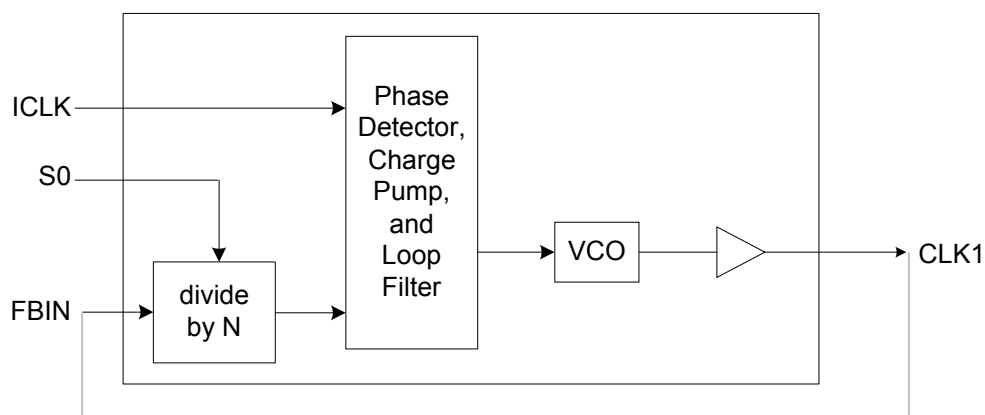 ICLK
S0
FBIN
divide
by N
Phase
Detector,
Charge
Pump,
and
Loop
Filter
VCO
CLK1